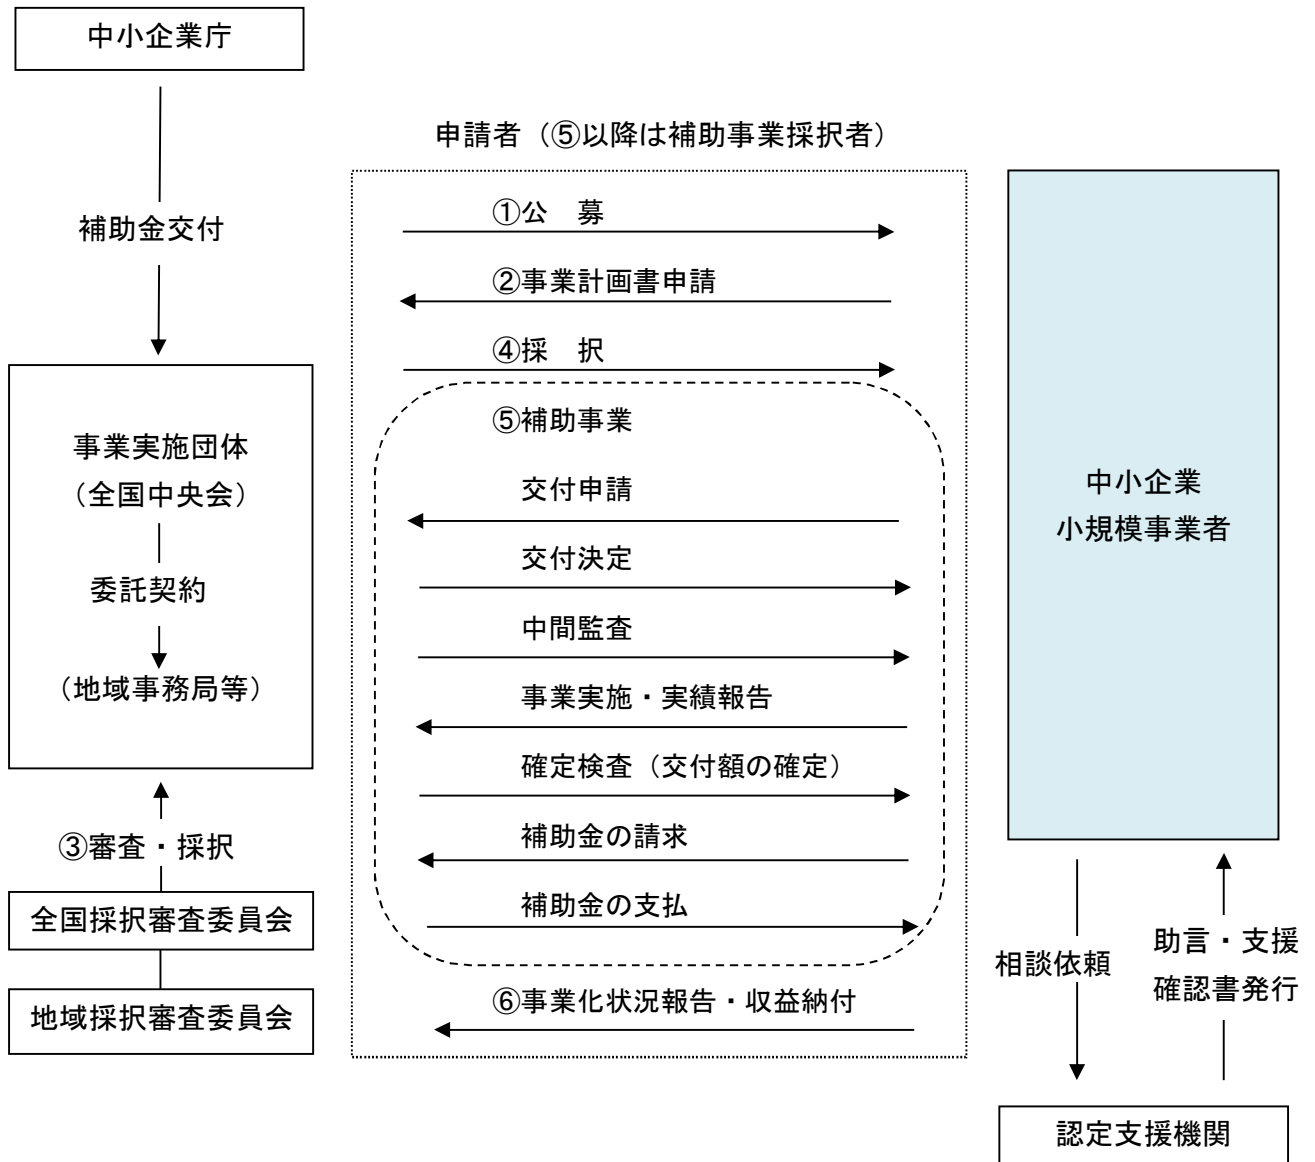 中小企業庁
補助金交付
事業実施団体
（全国中央会）
委託契約
（地域事務局等）
③審査・採択
全国採択審査委員会
地域採択審査委員会
申請者（⑤以降は補助事業採択者）
①公　募
②事業計画書申請
④採　択
⑤補助事業
交付申請
交付決定
中間監査
事業実施・実績報告
確定検査（交付額の確定）
補助金の請求
補助金の支払
⑥事業化状況報告・収益納付
中小企業
小規模事業者
相談依頼
助言・支援
確認書発行
認定支援機関